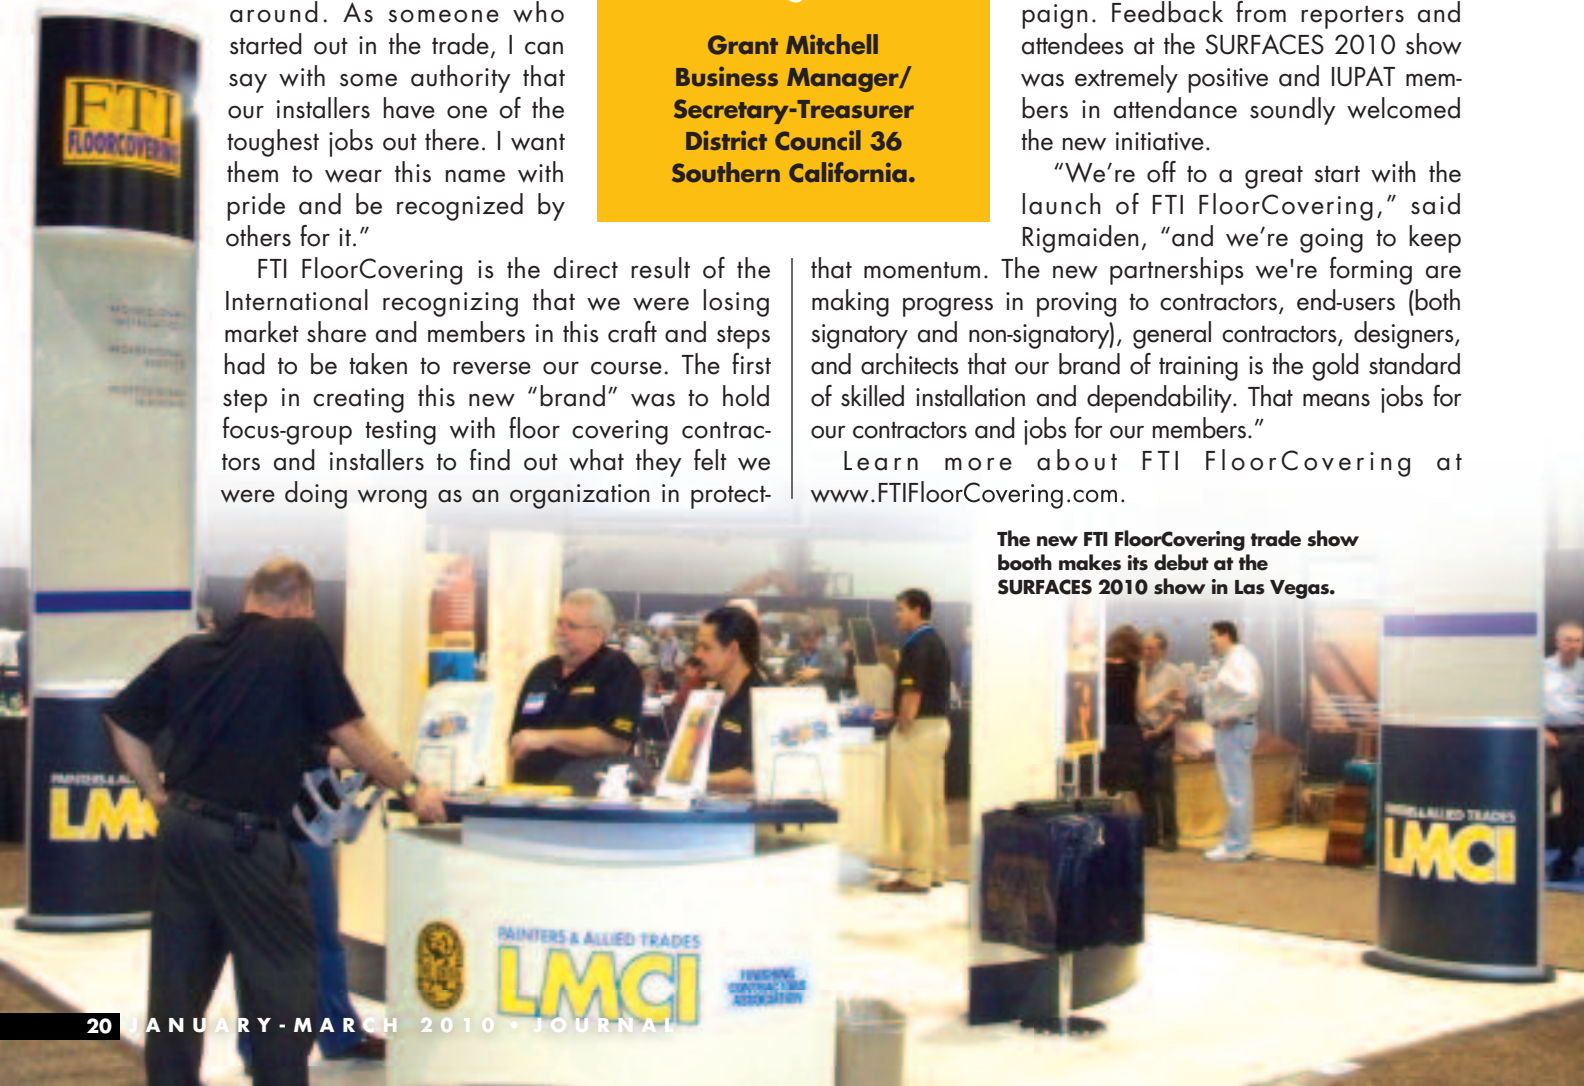 around. As someone who
started out in the trade, I can
say with some authority that
our installers have one of the
toughest jobs out there. I want
them to wear this name with
pride and be recognized by
others for it.”
FTI FloorCovering is the direct result of the
International recognizing that we were losing
market share and members in this craft and steps
had to be taken to reverse our course. The first
step in creating this new “brand” was to hold
focus-group testing with floor covering contrac-
tors and installers to find out what they felt we
were doing wrong as an organization in protect-
Grant Mitchell
Business Manager/
Secretary-Treasurer
District Council 36
Southern California.
paign. Feedback from reporters and
attendees at the SURFACES 2010 show
was extremely positive and IUPAT mem-
bers in attendance soundly welcomed
the new initiative.
“We’re off to a great start with the
launch of FTI FloorCovering,” said
Rigmaiden, “and we’re going to keep
that momentum. The new partnerships we're forming are
making progress in proving to contractors, end-users (both
signatory and non-signatory), general contractors, designers,
and architects that our brand of training is the gold standard
of skilled installation and dependability. That means jobs for
our contractors and jobs for our members.”
Learn more about FTI FloorCovering at
www.FTIFloorCovering.com.
The new FTI FloorCovering trade show
booth makes its debut at the
SURFACES 2010 show in Las Vegas.
FTI
FLOORCOVERING
PAINTERS & AL
LMC
PAINTERS & ALLIED TRADES
LMCI
FINISHING
CONTRACTORS
ASSOCIATION
PAINTERS & ALLIED TRADES
LMCI
20 JANUARY-MARCH 2010 • JOURNAL